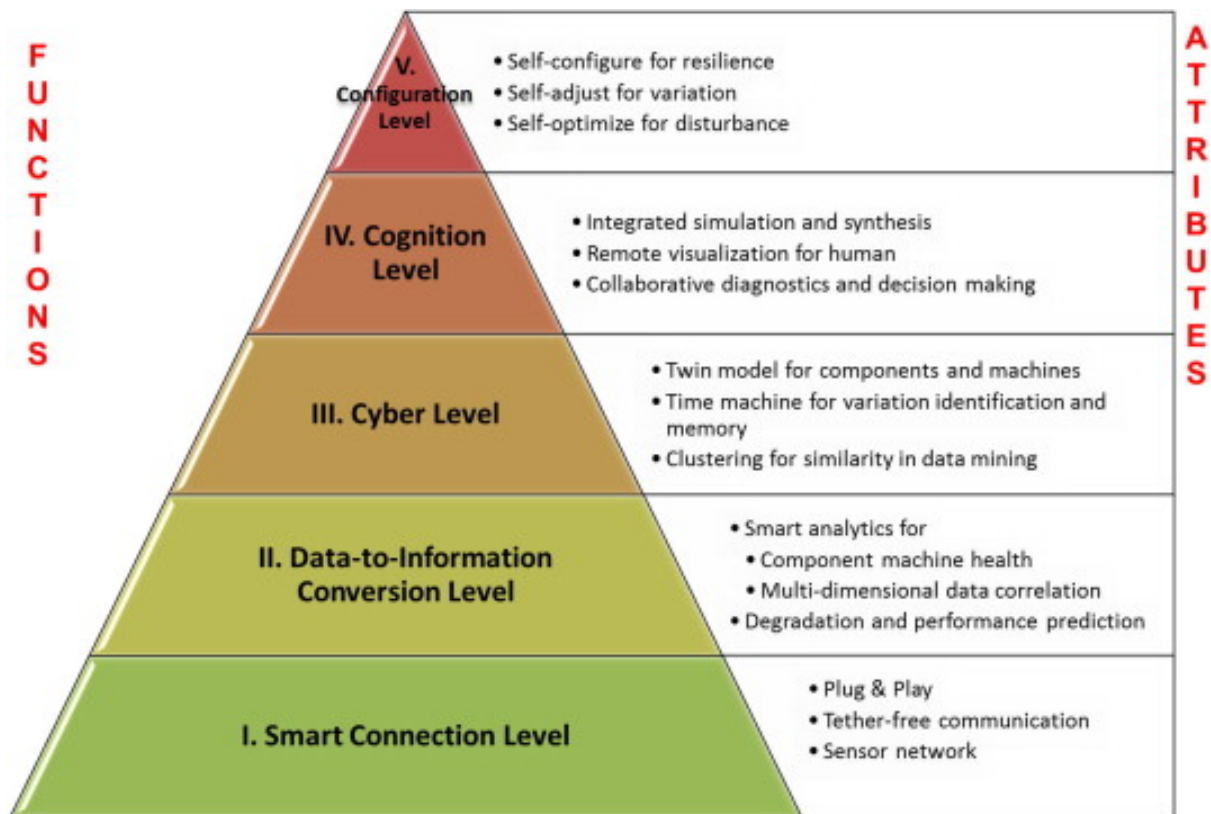 FUNCTIONS
ATTRIBUTES
V.
Configuration
Level
• Self-configure for resilience
• Self-adjust for variation
• Self-optimize for disturbance
IV. Cognition
Level
• Integrated simulation and synthesis
• Remote visualization for human
• Collaborative diagnostics and decision making
III. Cyber Level
• Twin model for components and machines
• Time machine for variation identification and
memory
• Clustering for similarity in data mining
II. Data-to-Information
Conversion Level
• Smart analytics for
• Component machine health
• Multi-dimensional data correlation
• Degradation and performance prediction
I. Smart Connection Level
• Plug & Play
• Tether-free communication
• Sensor network